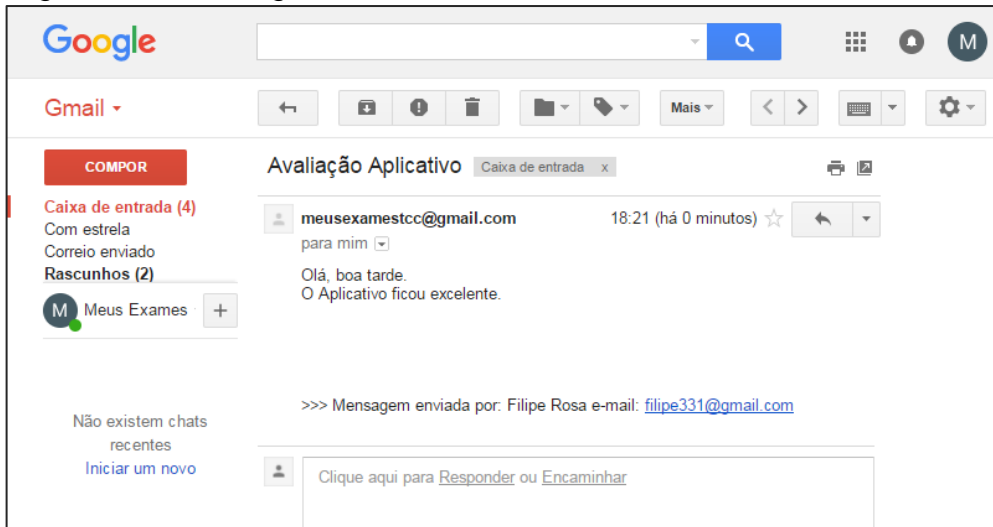 Google
M
Gmail
Mais
COMPOR
Avaliação Aplicativo Caixa de entrada x
Caixa de entrada (4)
Com estrela
Correio enviado
Rascunhos (2)
M Meus Exames +
Não existem chats
recentes
Iniciar um novo
meusexamestcc@gmail.com 18:21 (há 0 minutos)
para mim
Olá, boa tarde.
O Aplicativo ficou excelente.
>>> Mensagem enviada por: Filipe Rosa e-mail: filipe331@gmail.com
Clique aqui para Responder ou Encaminhar